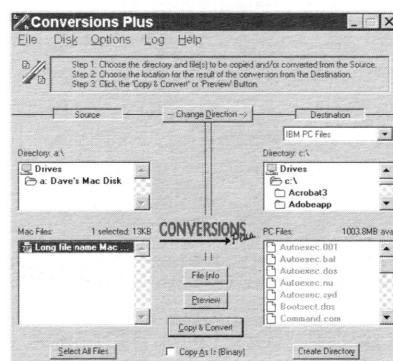 Conversions Plus
File Disk Options Log Help
Step 1: Choose the directory and file(s) to be copied and/or converted from the Source.
Step 2: Choose the location for the result of the conversion from the Destination.
Step 3: Click the 'Copy & Convert' or 'Preview' Button.
Source
-- Change Direction -->
Destination
IBM PC Files
Directory: a:\
Directory: c:\
Drives
a: Dave's Mac Disk
Drives
c:\
Acrobat3
Adobeapp
Mac Files: 1 selected; 13KB
CONVERSIONS Plus
PC Files: 1003.8MB ava
Long file name Mac ...
Autoexec.001
Autoexec.bat
Autoexec.dos
Autoexec.nu
Autoexec.syd
Bootsect.dos
Command.com
File Info
Preview
Copy & Convert
Select All Files
Copy As Is (Binary)
Create Directory